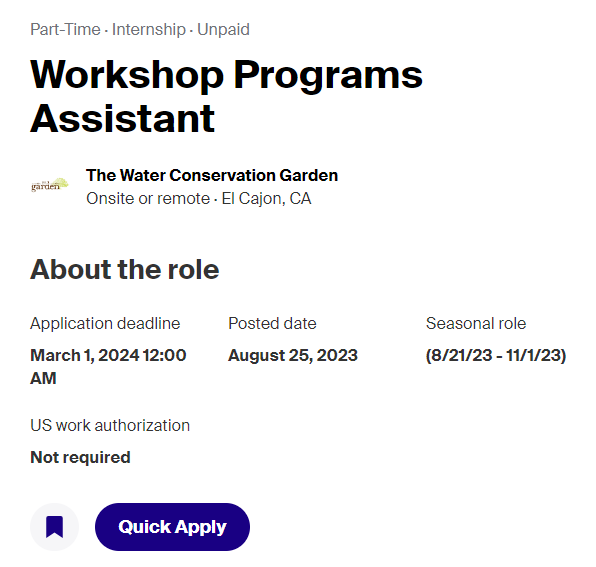 Part-Time · Internship · Unpaid
Workshop Programs
Assistant
garden
The Water Conservation Garden
Onsite or remote · El Cajon, CA
About the role
Application deadline
Posted date
Seasonal role
March 1, 2024 12:00
AM
August 25, 2023
(8/21/23 - 11/1/23)
US work authorization
Not required
Quick Apply